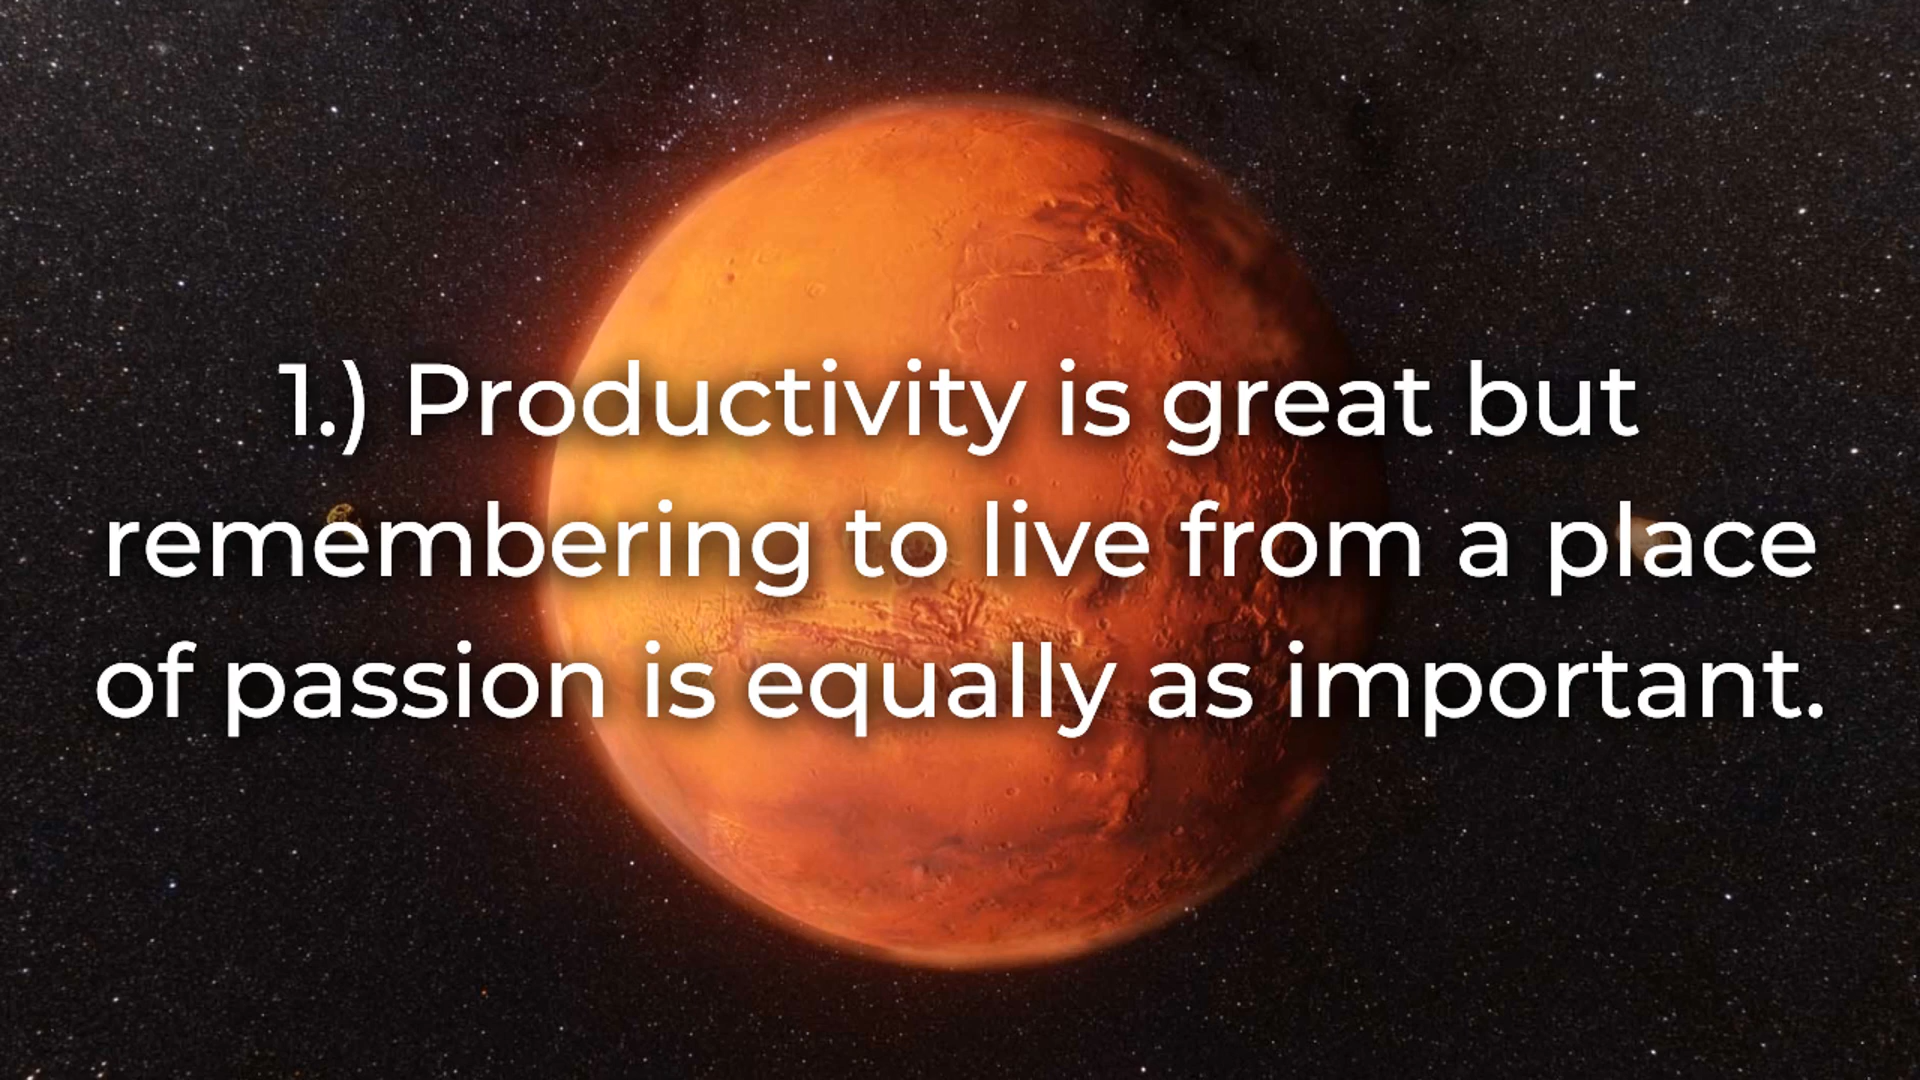 1.) Productivity is great but
remembering to live from a place
of passion is equally as important.